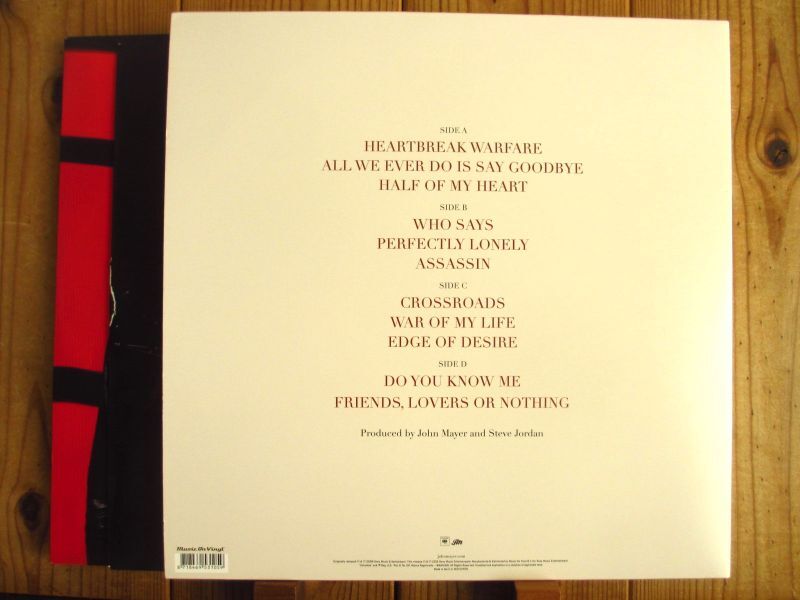 SIDE A
HEARTBREAK WARFARE
ALL WE EVER DO IS SAY GOODBYE
HALF OF MY HEART
SIDE B
WHO SAYS
PERFECTLY LONELY
ASSASSIN
SIDE C
CROSSROADS
WAR OF MY LIFE
EDGE OF DESIRE
SIDE D
DO YOU KNOW ME
FRIENDS, LOVERS OR NOTHING
Produced by John Mayer and Steve Jordan
Music On Vinyl
johnmayer.com